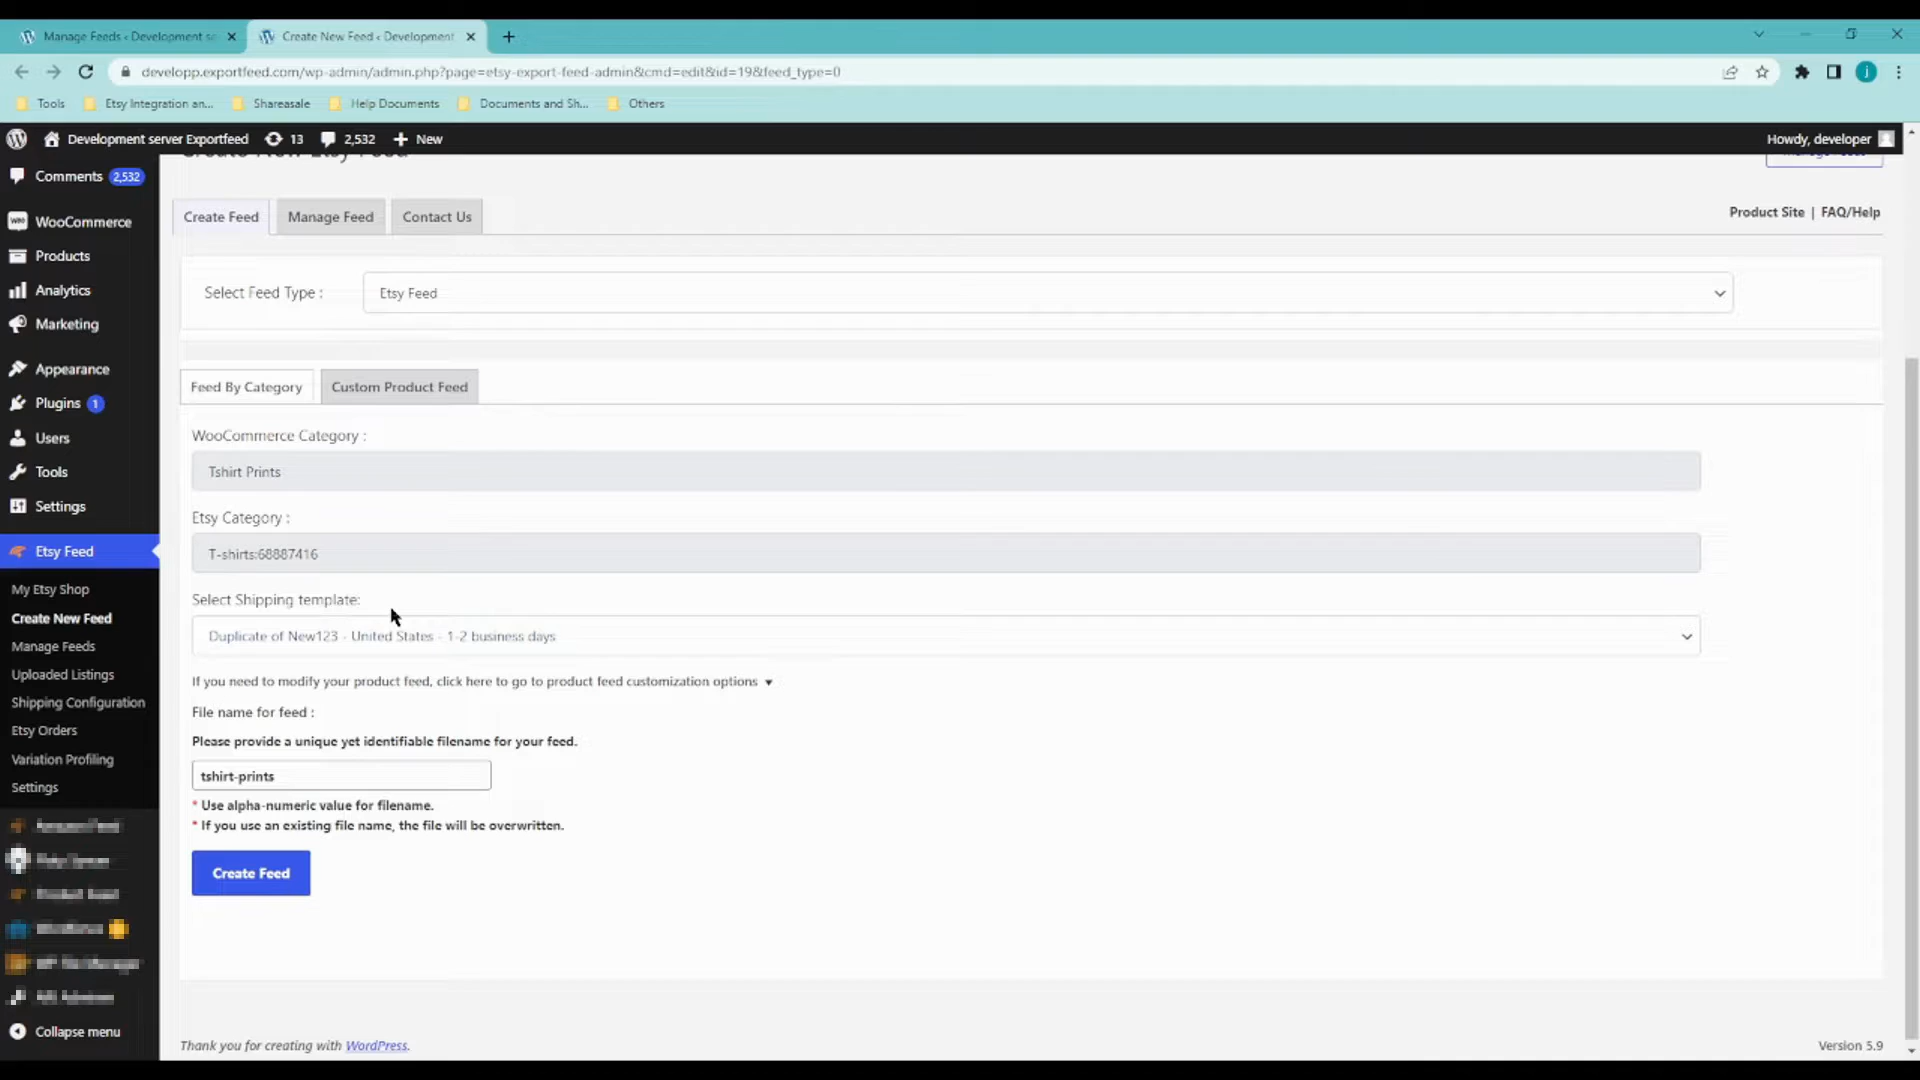 Manage Feeds ‹ Development se
Create New Feed ‹ Development
developp.exportfeed.com/wp-admin/admin.php?page=etsy-export-feed-admin&cmd=edit&id=19&feed_type=0
j
Tools
Etsy Integration an...
Shareasale
Help Documents
Documents and Sh...
Others
Development server Exportfeed
13
2,532
New
Howdy, developer
Create New Etsy Feed
Comments 2,532
WooCommerce
Products
Analytics
Marketing
Appearance
Plugins 1
Users
Tools
Settings
Etsy Feed
My Etsy Shop
Create New Feed
Manage Feeds
Uploaded Listings
Shipping Configuration
Etsy Orders
Variation Profiling
Settings
Collapse menu
Create Feed
Manage Feed
Contact Us
Product Site | FAQ/Help
Select Feed Type :
Etsy Feed
Feed By Category
Custom Product Feed
WooCommerce Category :
Tshirt Prints
Etsy Category :
T-shirts:68887416
Select Shipping template:
Duplicate of New123 - United States - 1-2 business days
If you need to modify your product feed, click here to go to product feed customization options ▼
File name for feed :
Please provide a unique yet identifiable filename for your feed.
tshirt-prints
* Use alpha-numeric value for filename.
* If you use an existing file name, the file will be overwritten.
Create Feed
Thank you for creating with WordPress.
Version 5.9